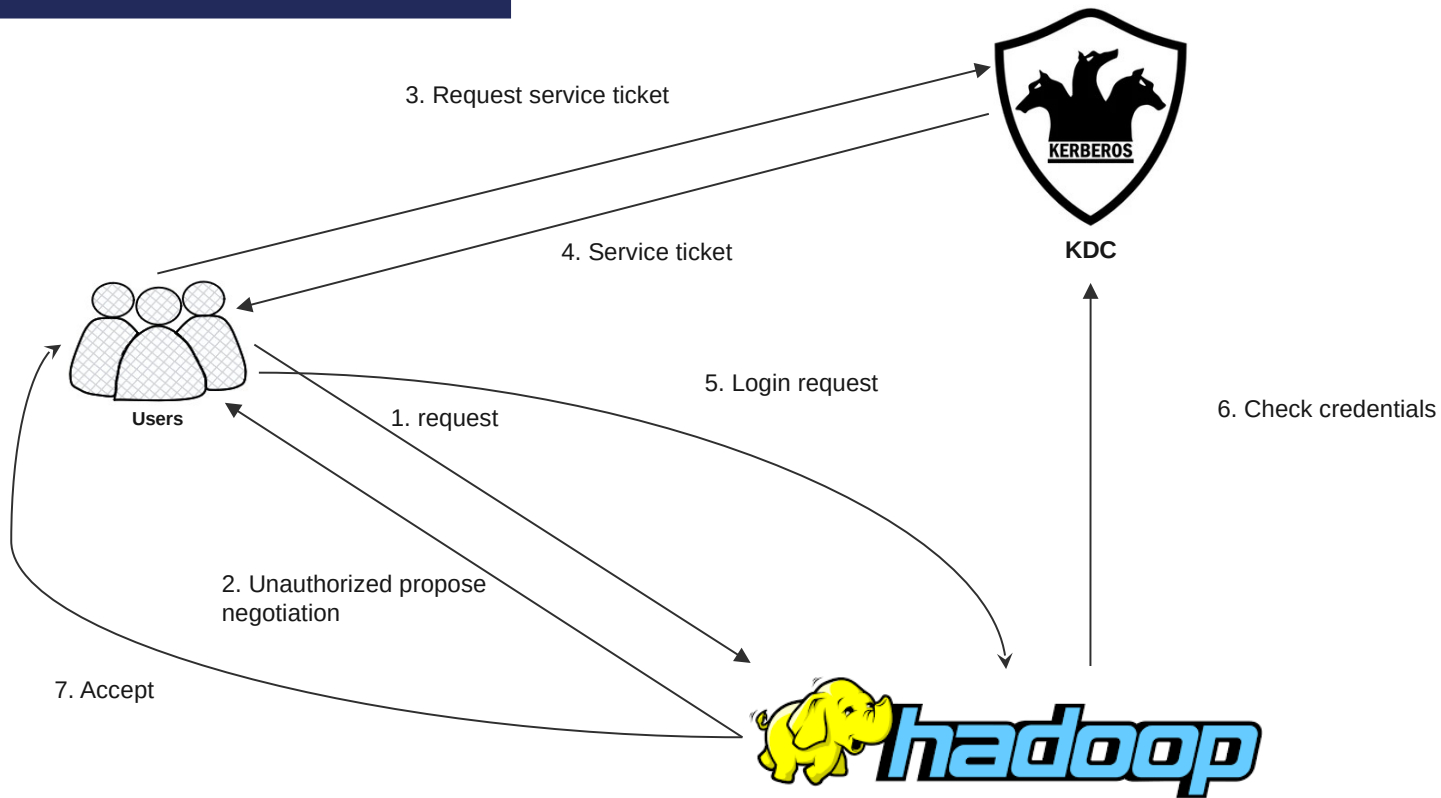 3. Request service ticket
KERBEROS
4. Service ticket
KDC
5. Login request
6. Check credentials
Users
1. request
2. Unauthorized propose
negotiation
7. Accept
hadoop